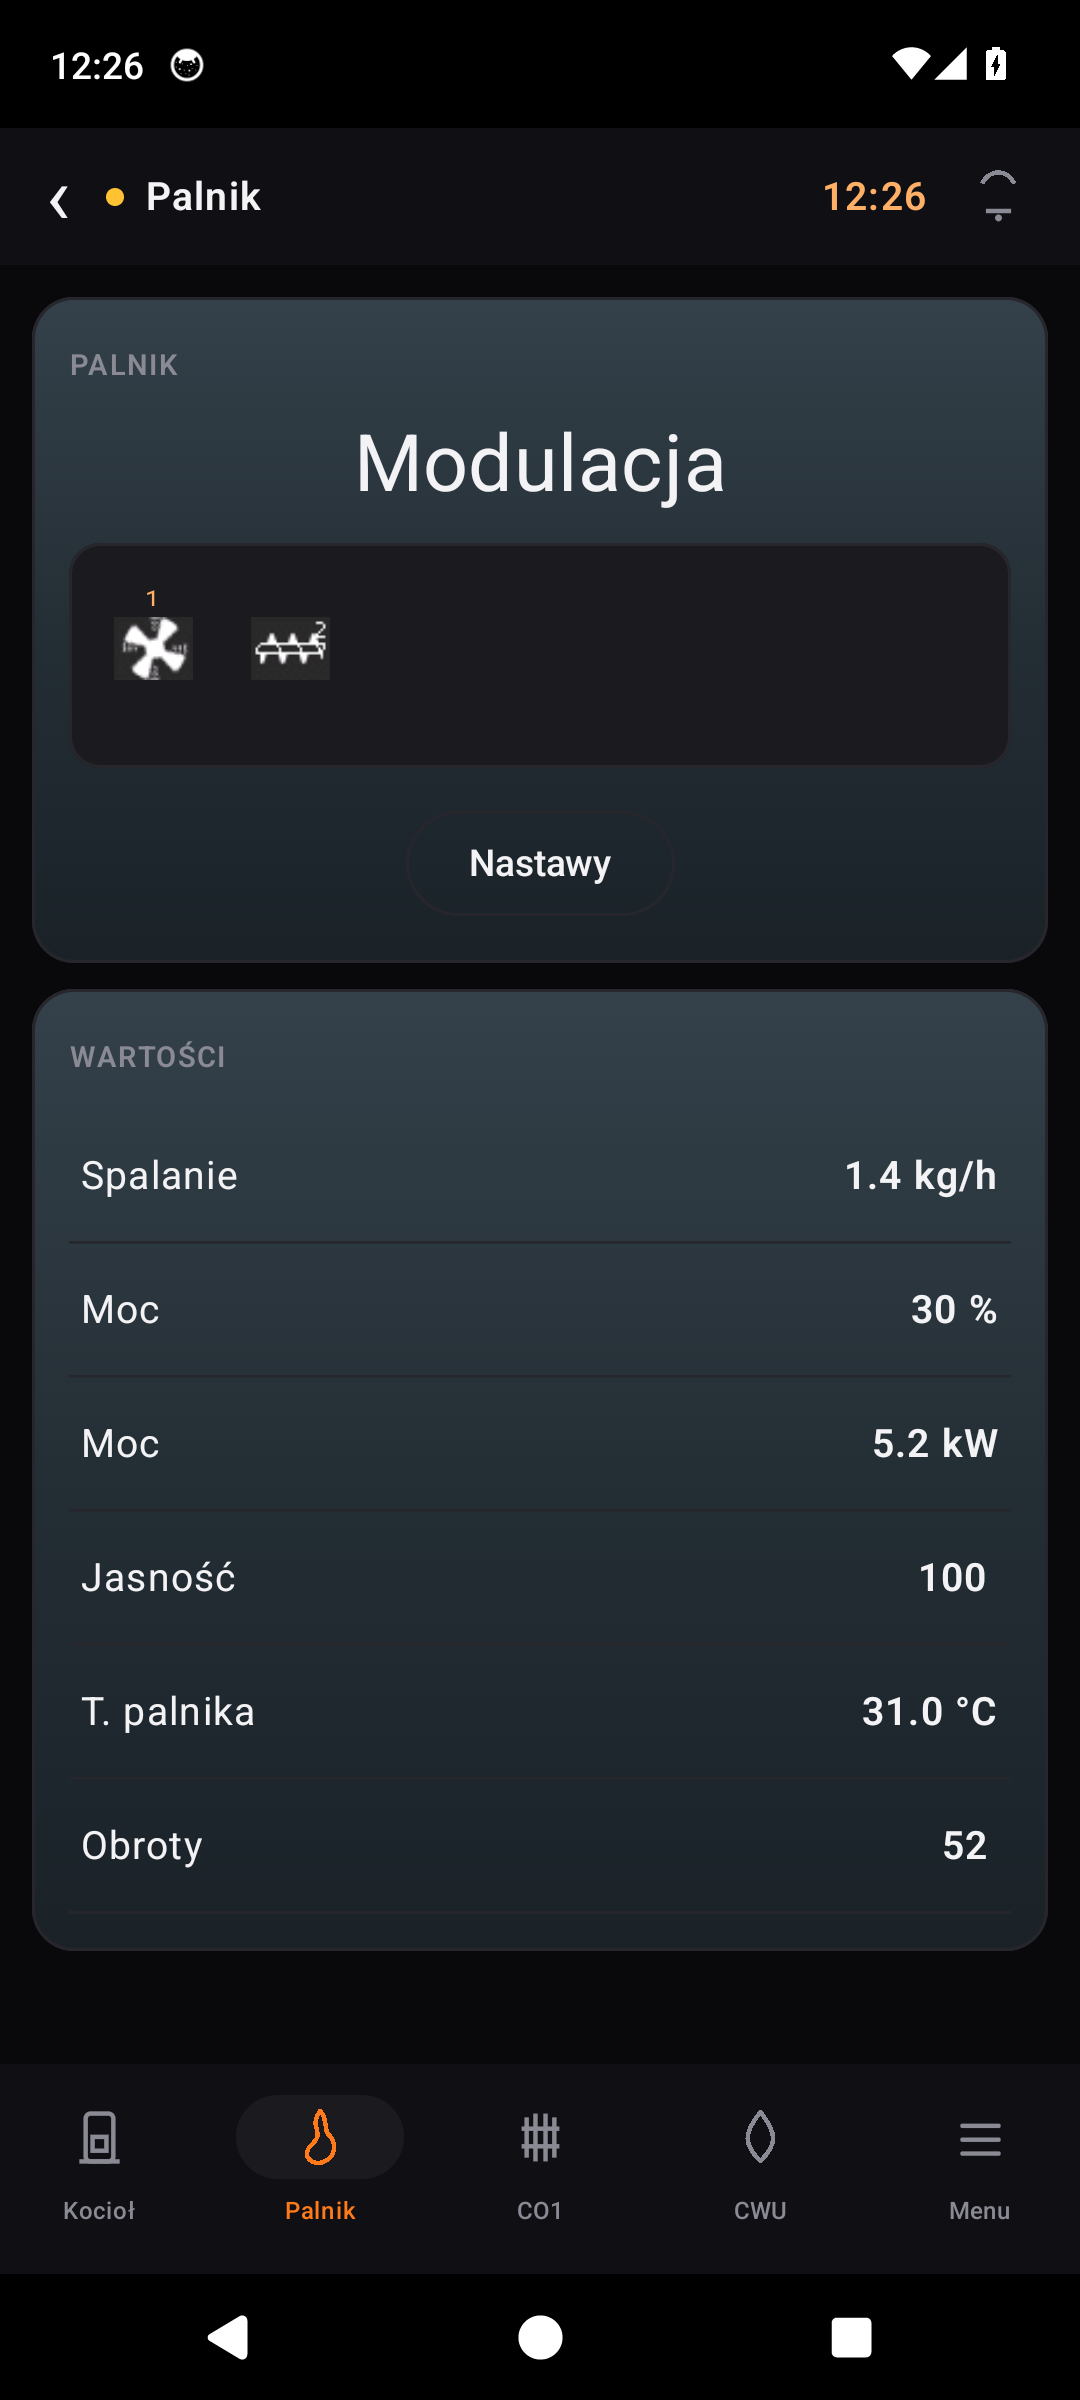 12:26
Palnik
12:26
PALNIK
Modulacja
1
2
Nastawy
WARTOŚCI
Spalanie 1.4 kg/h
Moc 30 %
Moc 5.2 kW
Jasność 100
T. palnika 31.0 °C
Obroty 52
Kocioł Palnik CO1 CWU Menu